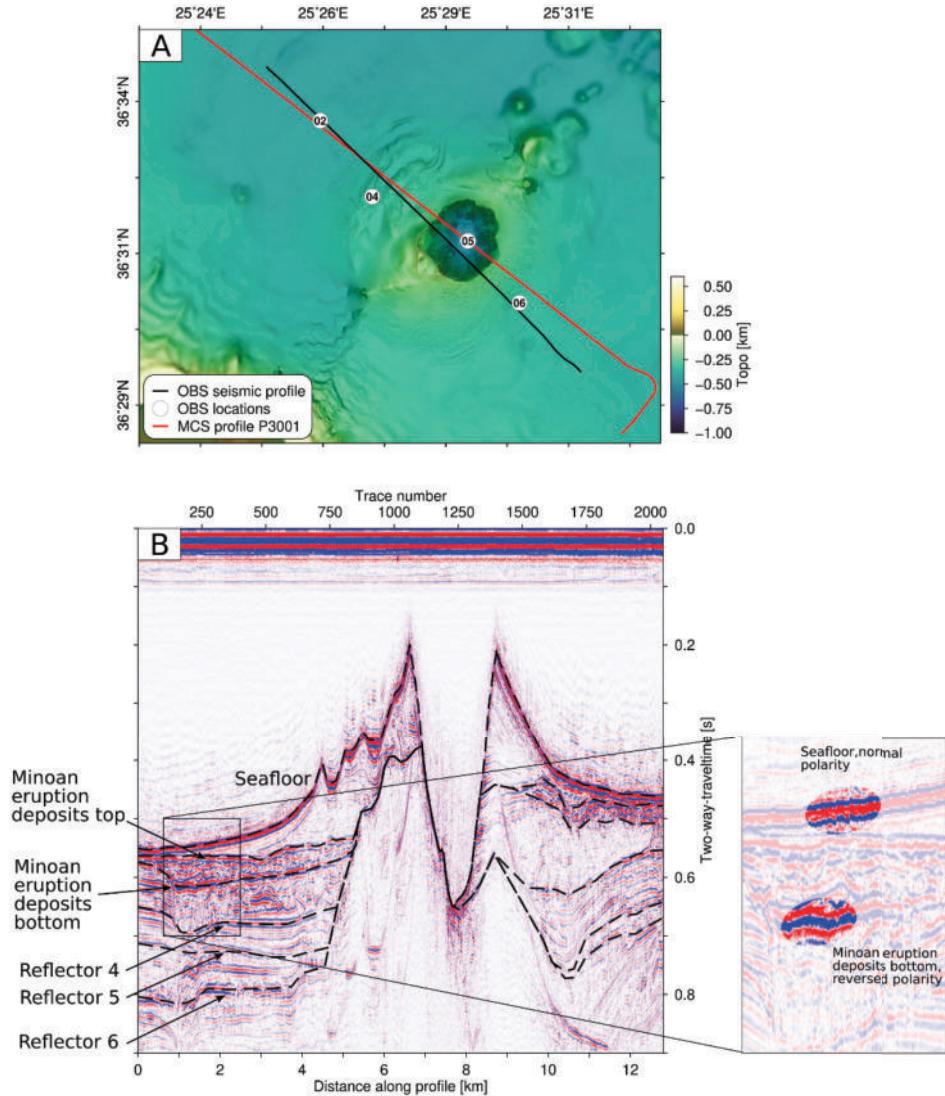 25˚24'E 25˚26'E 25˚29'E 25˚31'E
A
36˚34'N
36˚31'N
36˚29'N
02
04
05
06
OBS seismic profile
OBS locations
MCS profile P3001
0.50
0.25
0.00
−0.25
−0.50
−0.75
−1.00
Topo [km]
Trace number
250 500 750 1000 1250 1500 1750 2000
B
0.0
0.2
0.4
0.6
0.8
Two-way-traveltime [s]
Seafloor
Minoan
eruption
deposits top
Minoan
eruption
deposits
bottom
Reflector 4
Reflector 5
Reflector 6
0 2 4 6 8 10 12
Distance along profile [km]
Seafloor,normal
polarity
Minoan eruption
deposits bottom,
reversed polarity